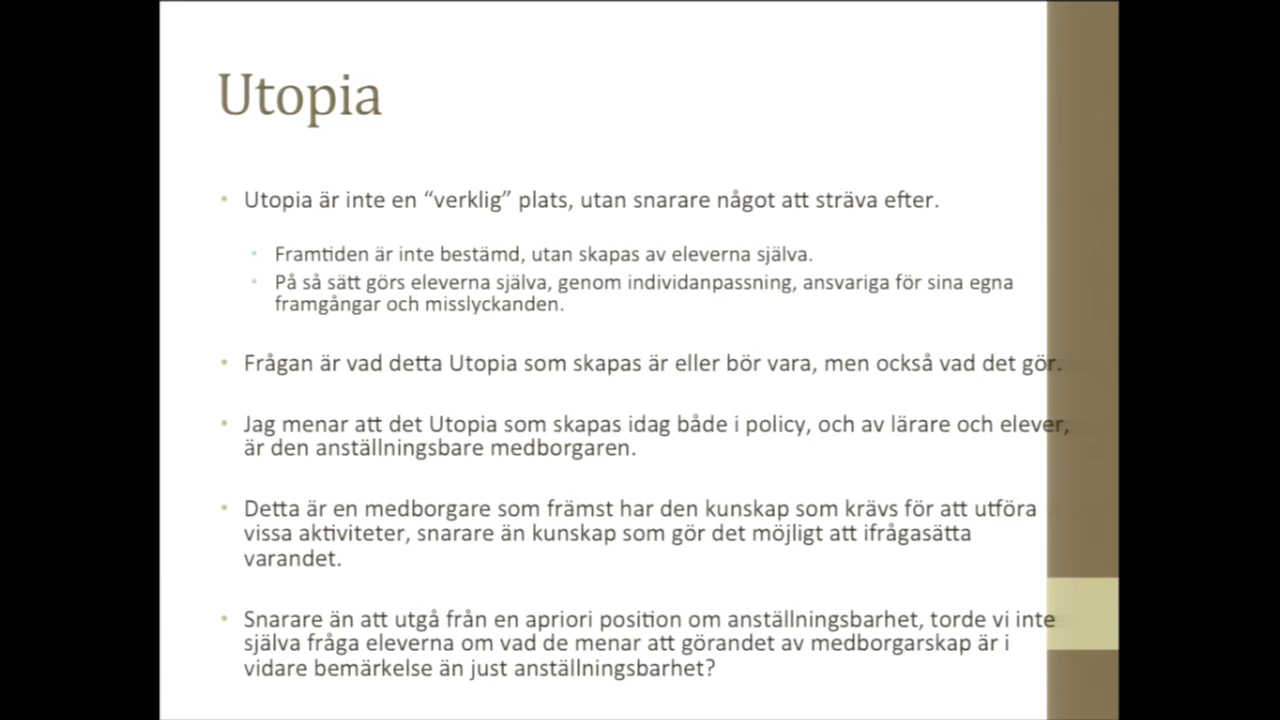 Utopia
• Utopia är inte en “verklig” plats, utan snarare något att sträva efter.
• Framtiden är inte bestämd, utan skapas av eleverna själva.
• På så sätt görs eleverna själva, genom individanpassning, ansvariga för sina egna
framgångar och misslyckanden.
• Frågan är vad detta Utopia som skapas är eller bör vara, men också vad det gör.
• Jag menar att det Utopia som skapas idag både i policy, och av lärare och elever,
är den anställningsbare medborgaren.
• Detta är en medborgare som främst har den kunskap som krävs för att utföra
vissa aktiviteter, snarare än kunskap som gör det möjligt att ifrågasätta
varandet.
• Snarare än att utgå från en apriori position om anställningsbarhet, torde vi inte
själva fråga eleverna om vad de menar att görandet av medborgarskap är i
vidare bemärkelse än just anställningsbarhet?